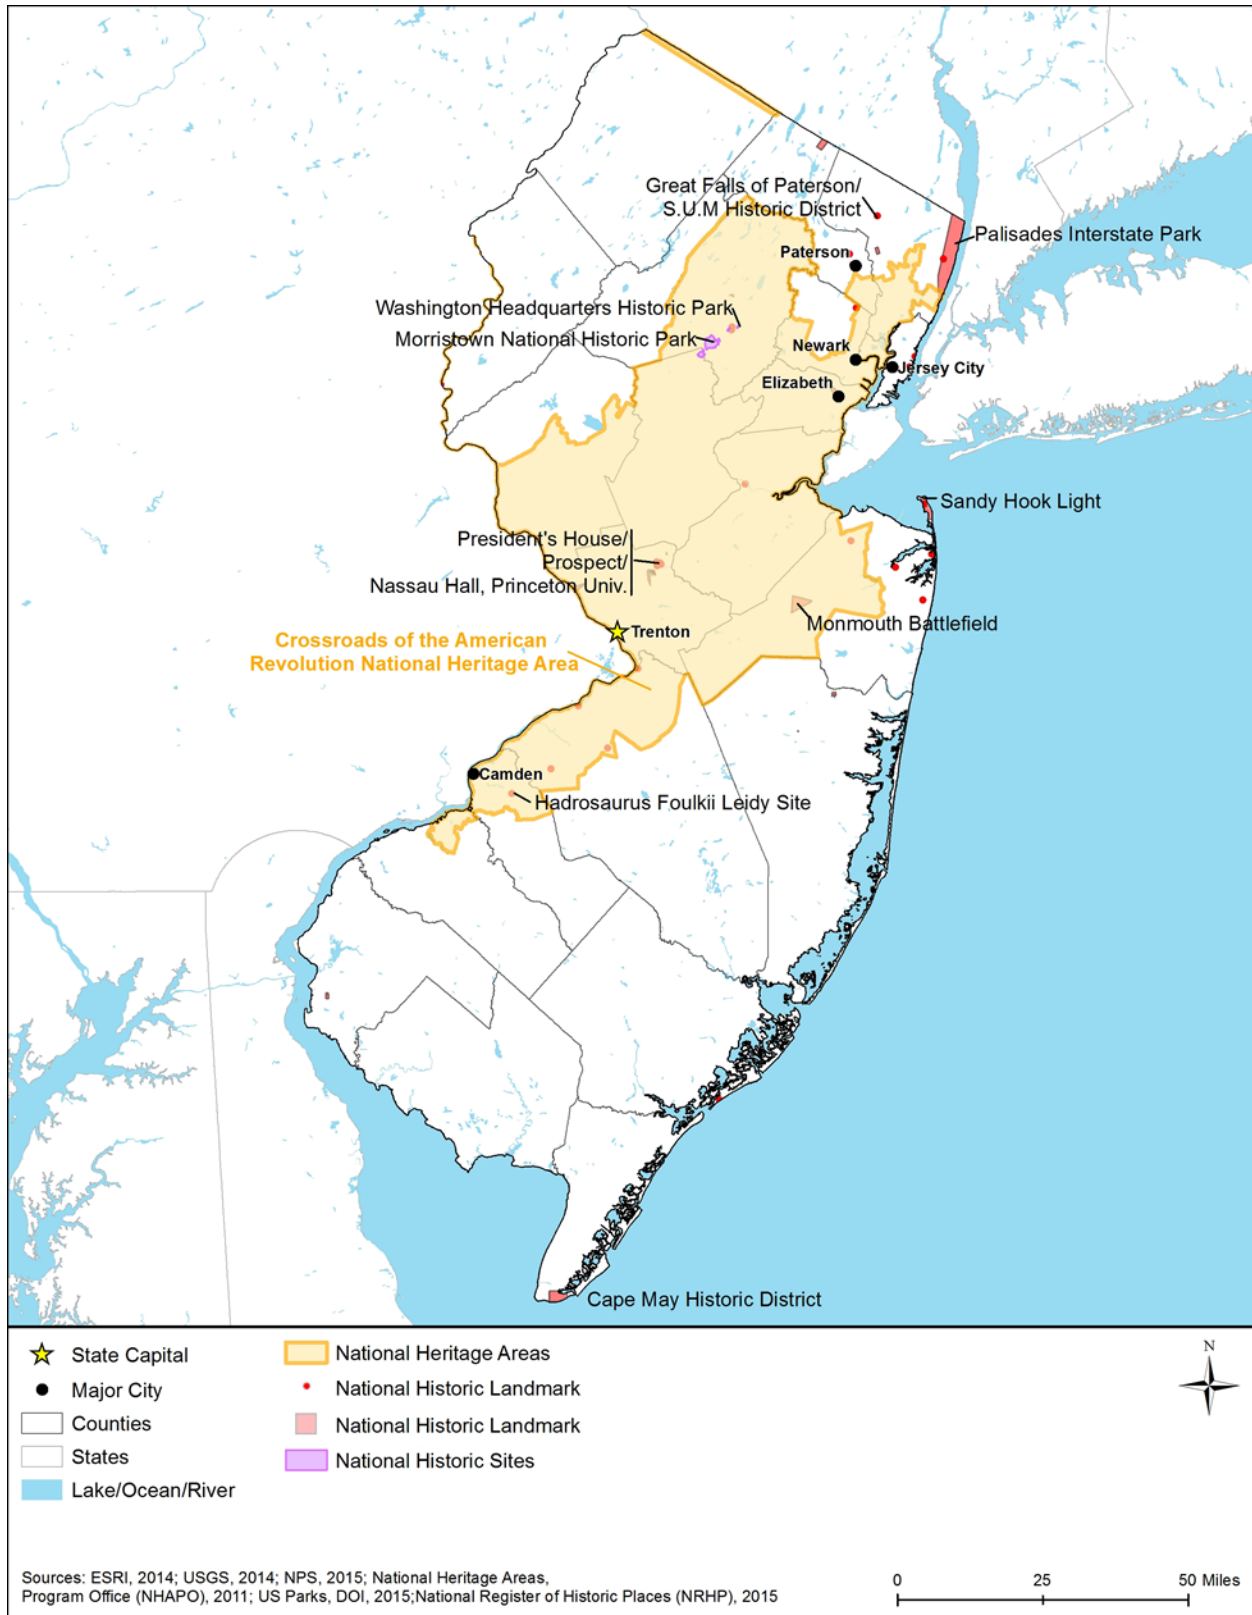 Great Falls of Paterson/
S.U.M Historic District
Palisades Interstate Park
Paterson
Washington Headquarters Historic Park
Morristown National Historic Park
Newark
Jersey City
Elizabeth
Sandy Hook Light
President's House/
Prospect/
Nassau Hall, Princeton Univ.
Monmouth Battlefield
Trenton
Crossroads of the American
Revolution National Heritage Area
Camden
Hadrosaurus Foulkii Leidy Site
Cape May Historic District
State Capital
Major City
Counties
States
Lake/Ocean/River
National Heritage Areas
National Historic Landmark
National Historic Landmark
National Historic Sites
N
Sources: ESRI, 2014; USGS, 2014; NPS, 2015; National Heritage Areas,
Program Office (NHAPO), 2011; US Parks, DOI, 2015;National Register of Historic Places (NRHP), 2015
0 25 50 Miles